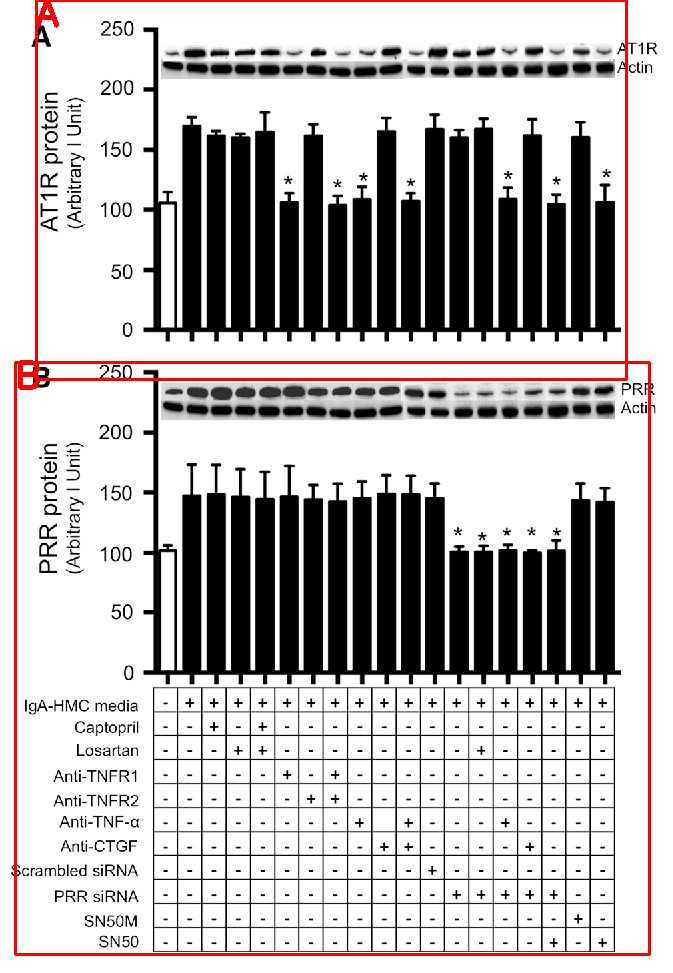 A
A
250
AT1R
Actin
200
AT1R protein
(Arbitrary l Unit)
150
* * * * * * *
100
50
0
B
B
250
PRR
Actin
200
PRR protein
(Arbitrary l Unit)
150
* * * * *
100
50
0
IgA-HMC media - + + + + + + + + + + + + + + + + + +
Captopril - - + - + - - - - - - - - - - - - - -
Losartan - - - + + - - - - - - - - + - - - - -
Anti-TNFR1 - - - - - + - + - - - - - - - - - - -
Anti-TNFR2 - - - - - - + + - - - - - - - - - - -
Anti-TNF-α - - - - - - - - + + - - - + - - - -
Anti-CTGF - - - - - - - - - + + - - - - + - - -
Scrambled siRNA - - - - - - - - - - - + - - - - - - -
PRR siRNA - - - - - - - - - - - - + + + + + - -
SN50M - - - - - - - - - - - - - - - - - + -
SN50 - - - - - - - - - - - - - - - - + - +